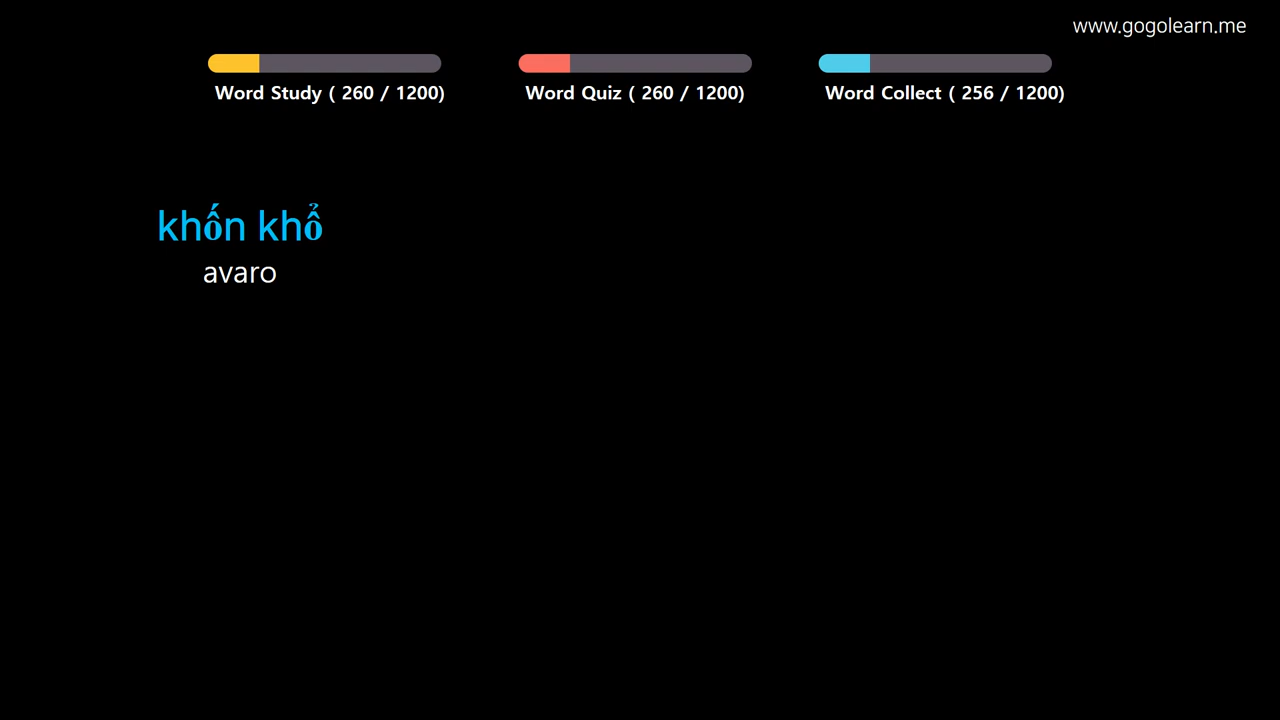 www.gogolearn.me
Word Study ( 260 / 1200)
Word Quiz ( 260 / 1200)
Word Collect ( 256 / 1200)
khốn khổ
avaro